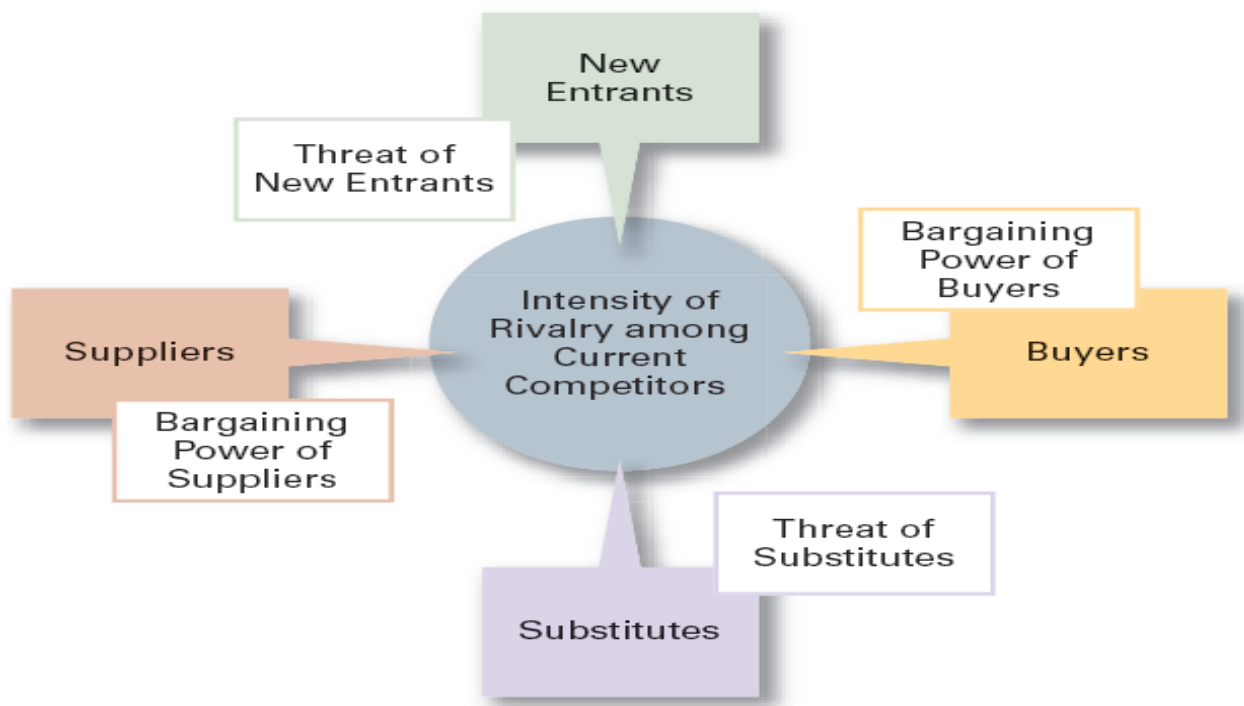 New
Entrants
Threat of
New Entrants
Bargaining
Power of
Buyers
Intensity of
Rivalry among
Current
Competitors
Suppliers
Buyers
Bargaining
Power of
Suppliers
Threat of
Substitutes
Substitutes